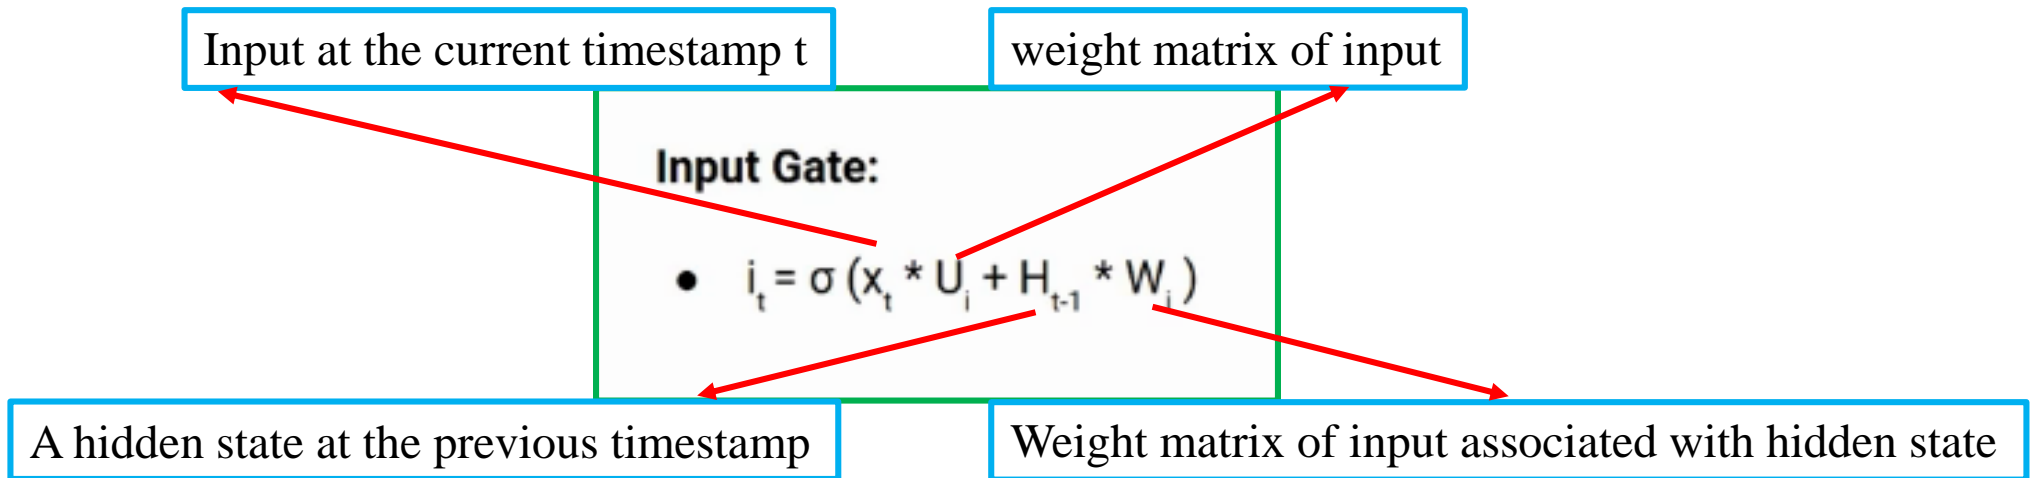 Input at the current timestamp t
weight matrix of input
Input Gate:
● i_t = σ (x_t * U_i + H_t-1 * W_i )
A hidden state at the previous timestamp
Weight matrix of input associated with hidden state